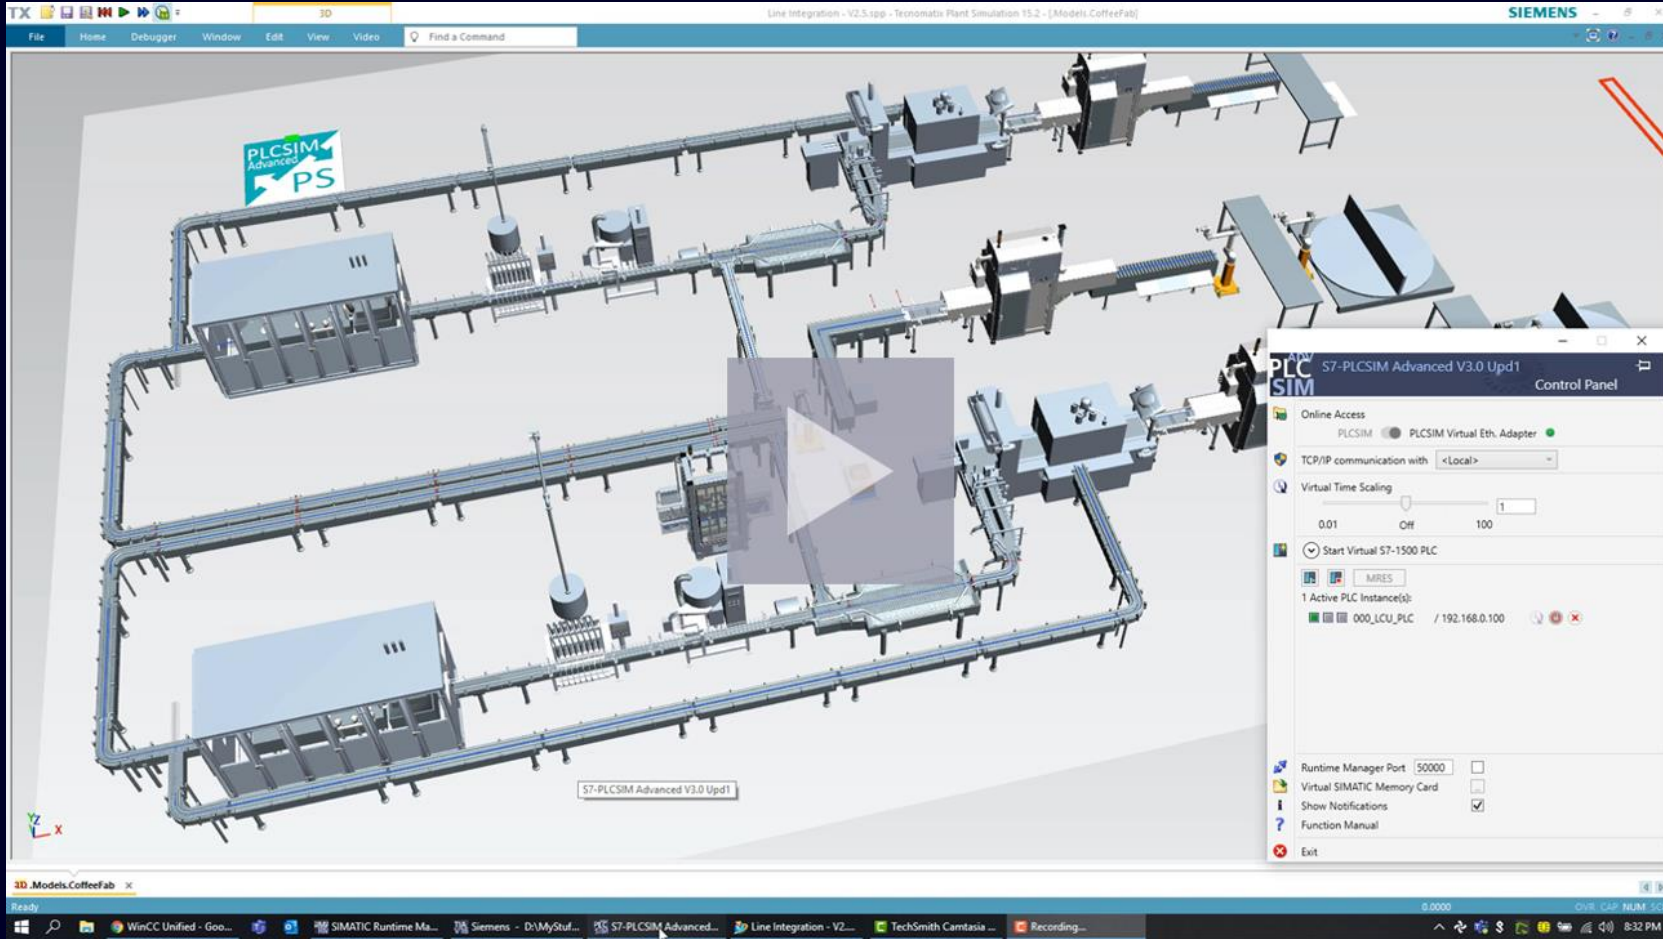 TX
3D
Line Integration - V2.5.spp - Tecnomatix Plant Simulation 15.2 - [.Models.CoffeeFab]
SIEMENS
File Home Debugger Window Edit View Video Find a Command
PLCSIM
Advanced
PS
ADV
PLC
SIM
S7-PLCSIM Advanced V3.0 Upd1
Control Panel
Online Access
PLCSIM PLCSIM Virtual Eth. Adapter
TCP/IP communication with <Local>
Virtual Time Scaling
1
0.01 Off 100
Start Virtual S7-1500 PLC
MRES
1 Active PLC Instance(s):
000_LCU_PLC / 192.168.0.100
Runtime Manager Port 50000
Virtual SIMATIC Memory Card
Show Notifications
Function Manual
Exit
S7-PLCSIM Advanced V3.0 Upd1
YZ
X
3D .Models.CoffeeFab
Ready
0.0000
OVR CAP NUM
WinCC Unified - Goo... SIMATIC Runtime Ma... Siemens - D:\MyStuf... S7-PLCSIM Advanced... Line Integration - V2.... TechSmith Camtasia ... Recording...
8:32 PM